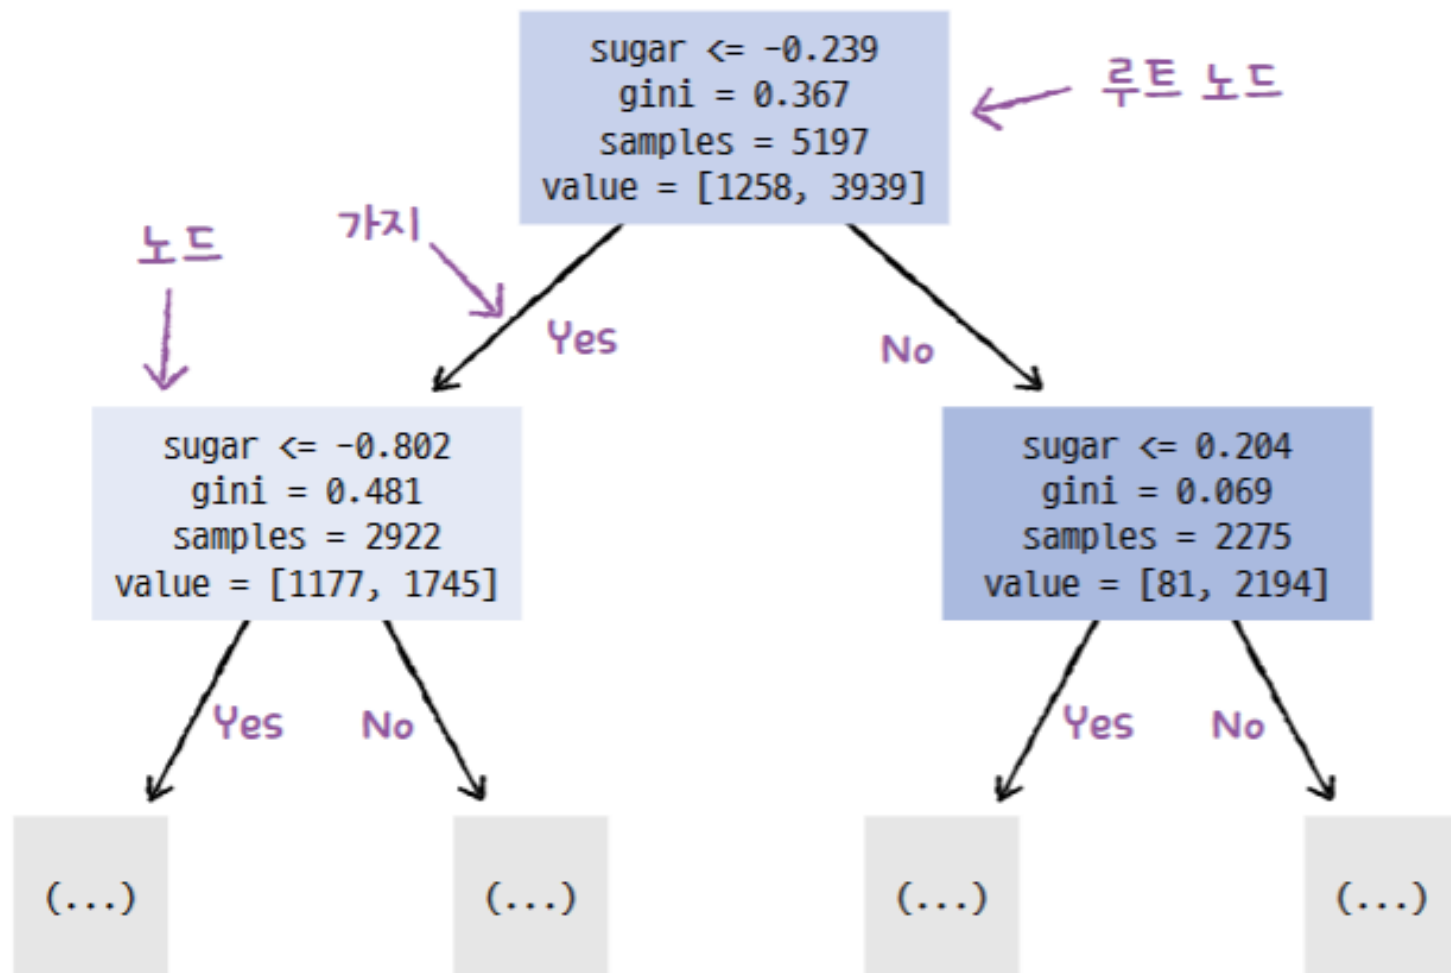 sugar <= -0.239
gini = 0.367
samples = 5197
value = [1258, 3939]
루트 노드
노드
가지
Yes
No
sugar <= -0.802
gini = 0.481
samples = 2922
value = [1177, 1745]
sugar <= 0.204
gini = 0.069
samples = 2275
value = [81, 2194]
Yes
No
Yes
No
(...)
(...)
(...)
(...)